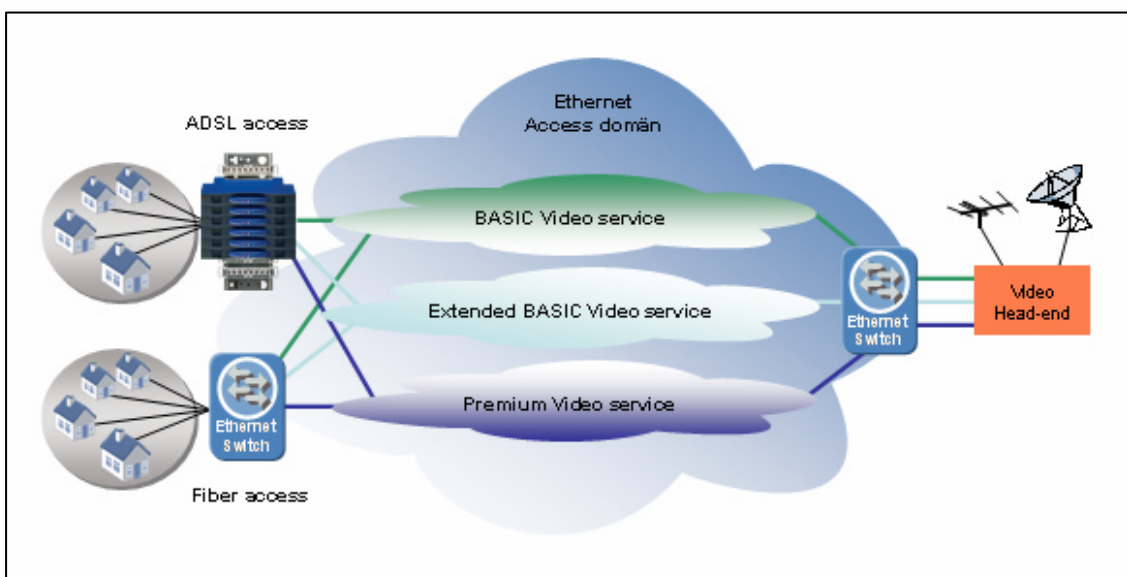 Ethernet
Access domän
ADSL access
BASIC Video service
Extended BASIC Video service
Ethernet
Switch
Video
Head-end
Premium Video service
Ethernet
Switch
Fiber access